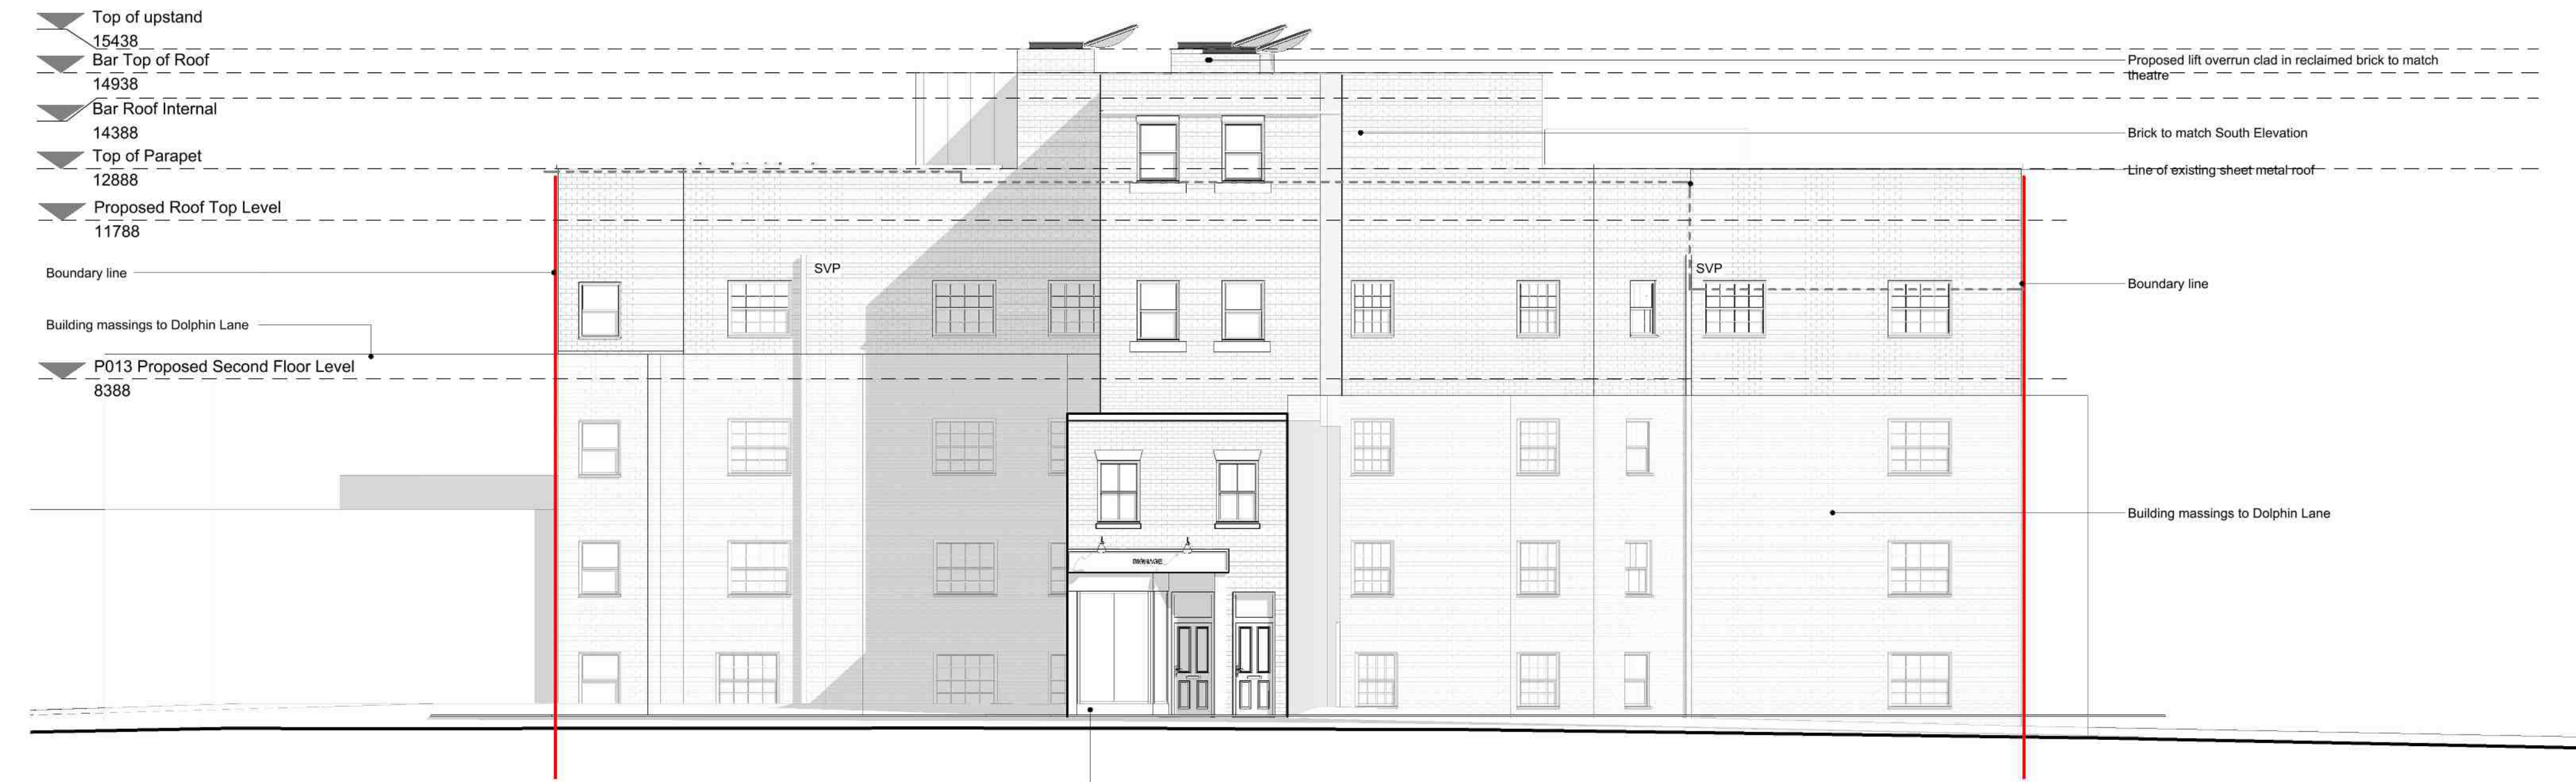 Top of upstand
15438
Bar Top of Roof
14938
Bar Roof Internal
14388
Top of Parapet
12888
Proposed Roof Top Level
11788
Boundary line
Building massings to Dolphin Lane
P013 Proposed Second Floor Level
8388
SVP
SVP
Proposed lift overrun clad in reclaimed brick to match
theatre
Brick to match South Elevation
Line of existing sheet metal roof
Boundary line
Building massings to Dolphin Lane